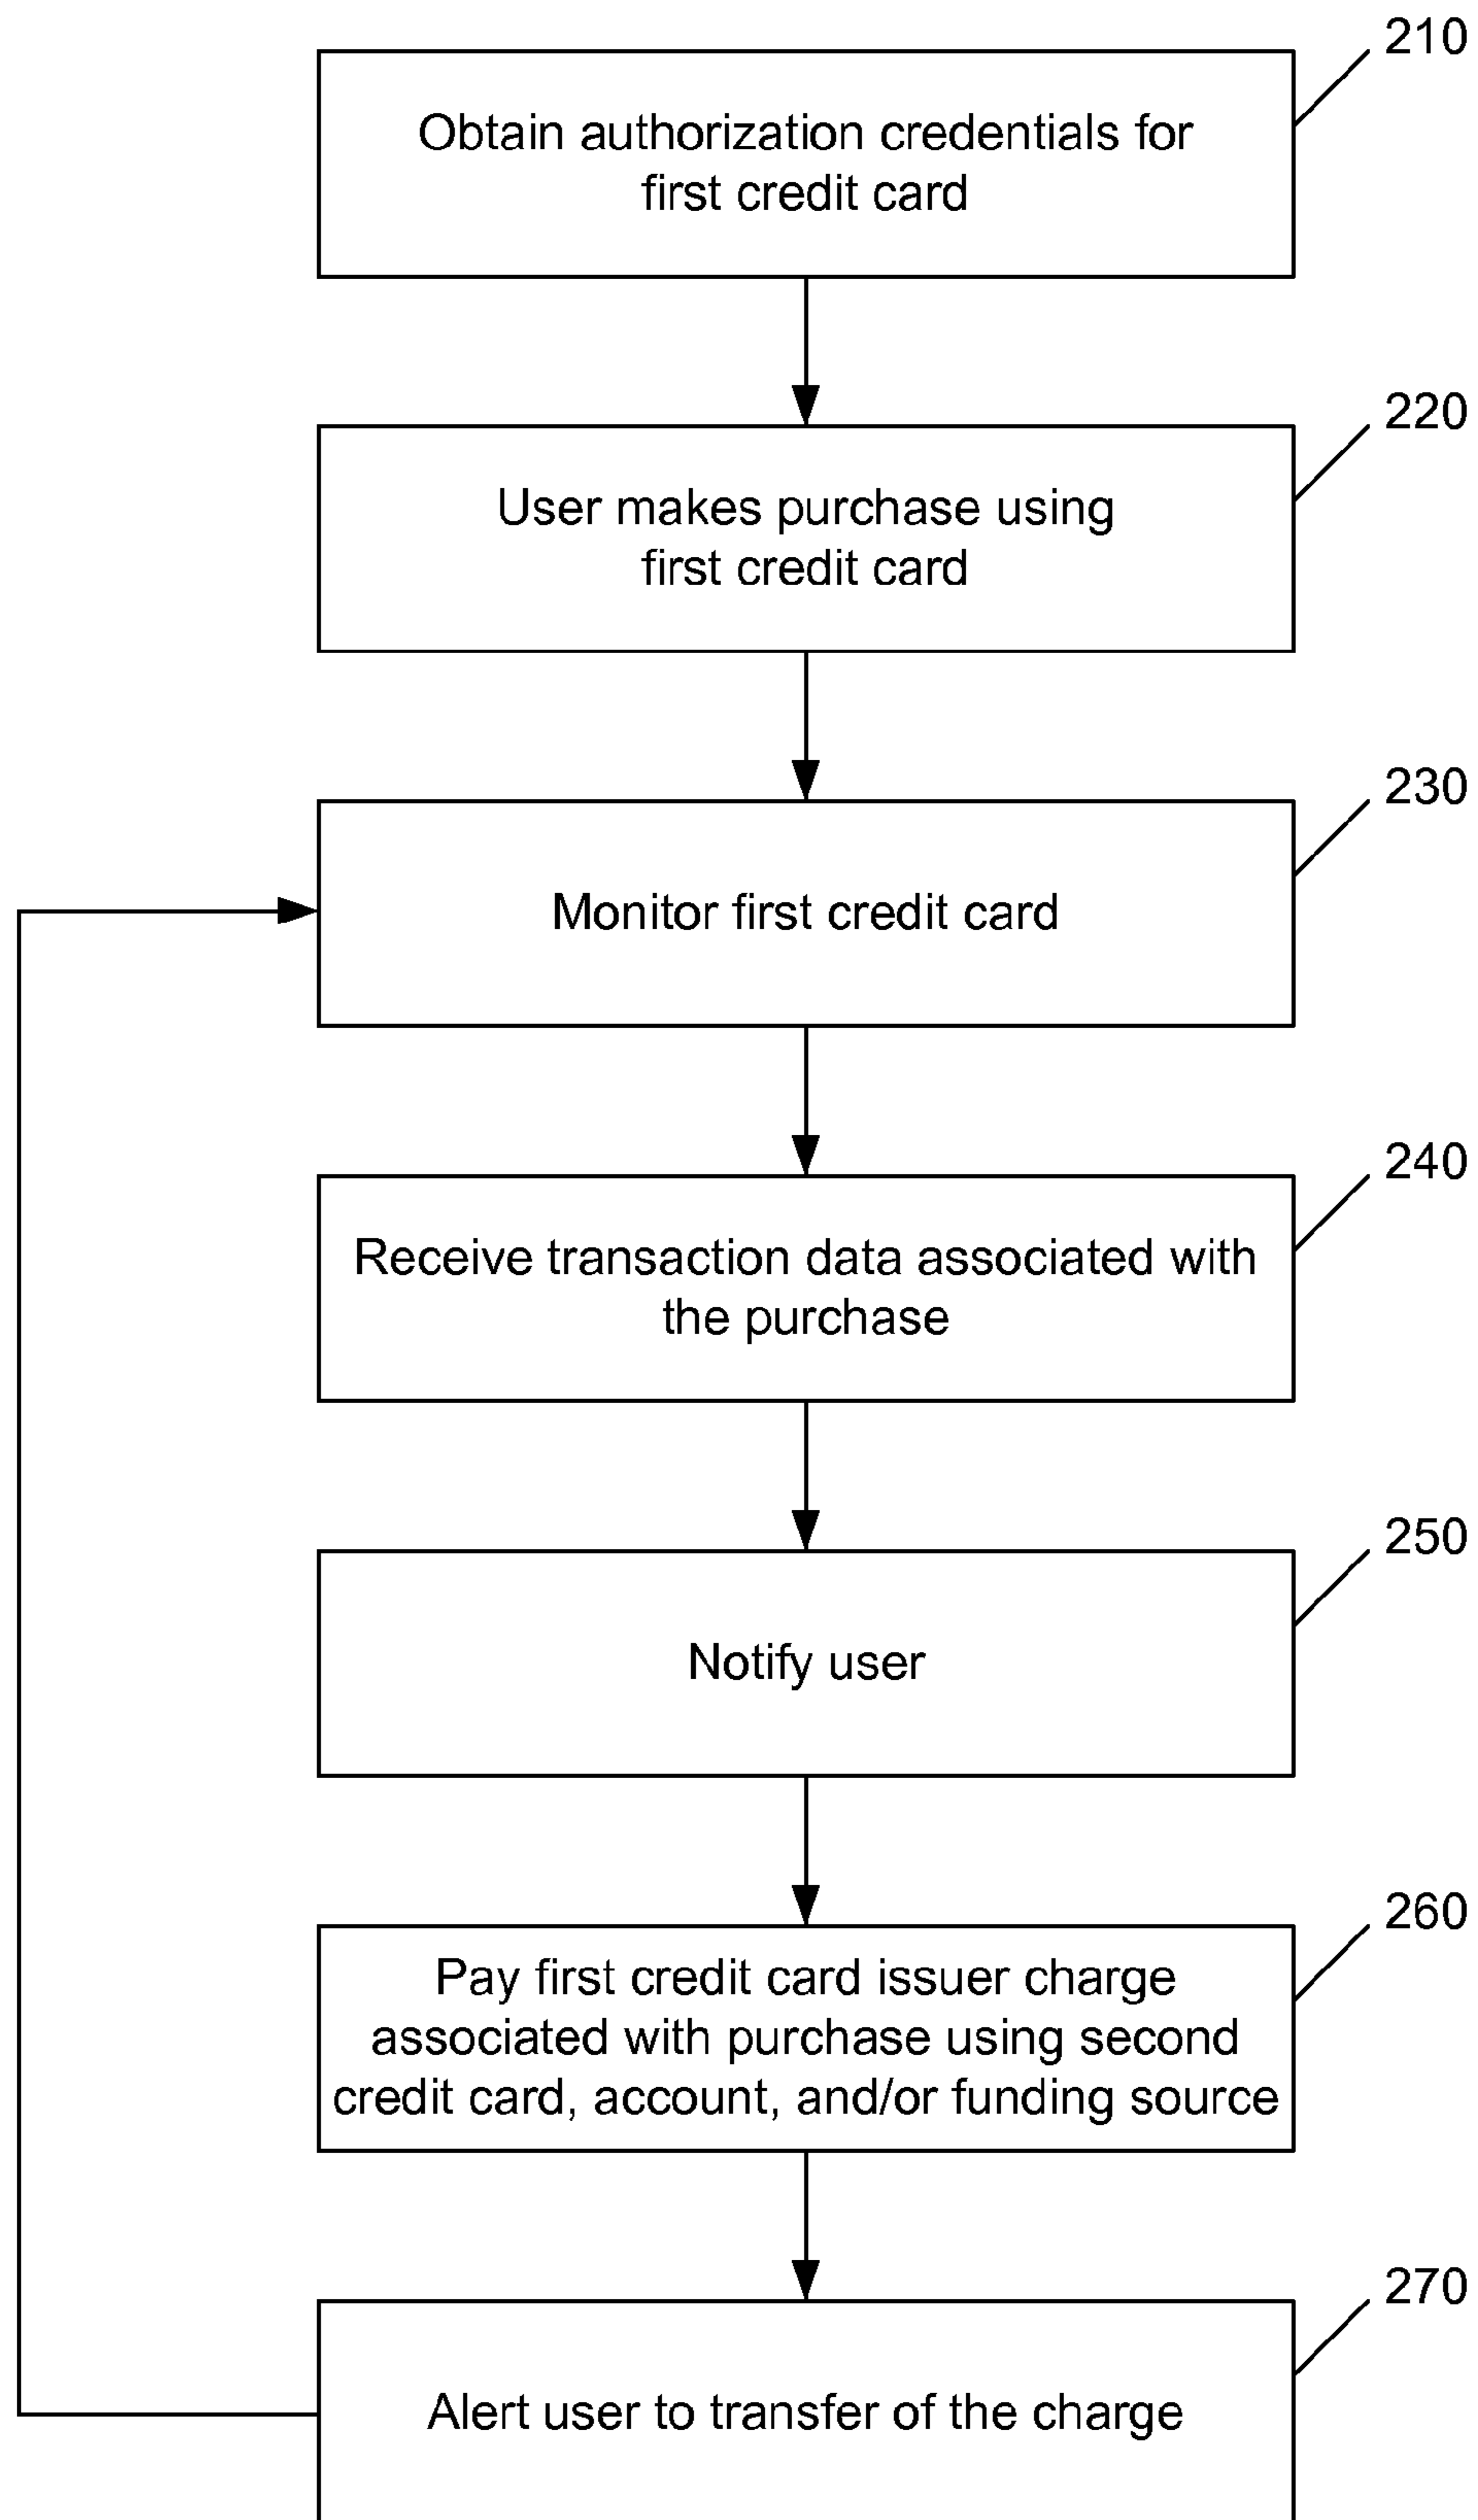 210
Obtain authorization credentials for
first credit card
220
User makes purchase using
first credit card
230
Monitor first credit card
240
Receive transaction data associated with
the purchase
250
Notify user
260
Pay first credit card issuer charge
associated with purchase using second
credit card, account, and/or funding source
270
Alert user to transfer of the charge